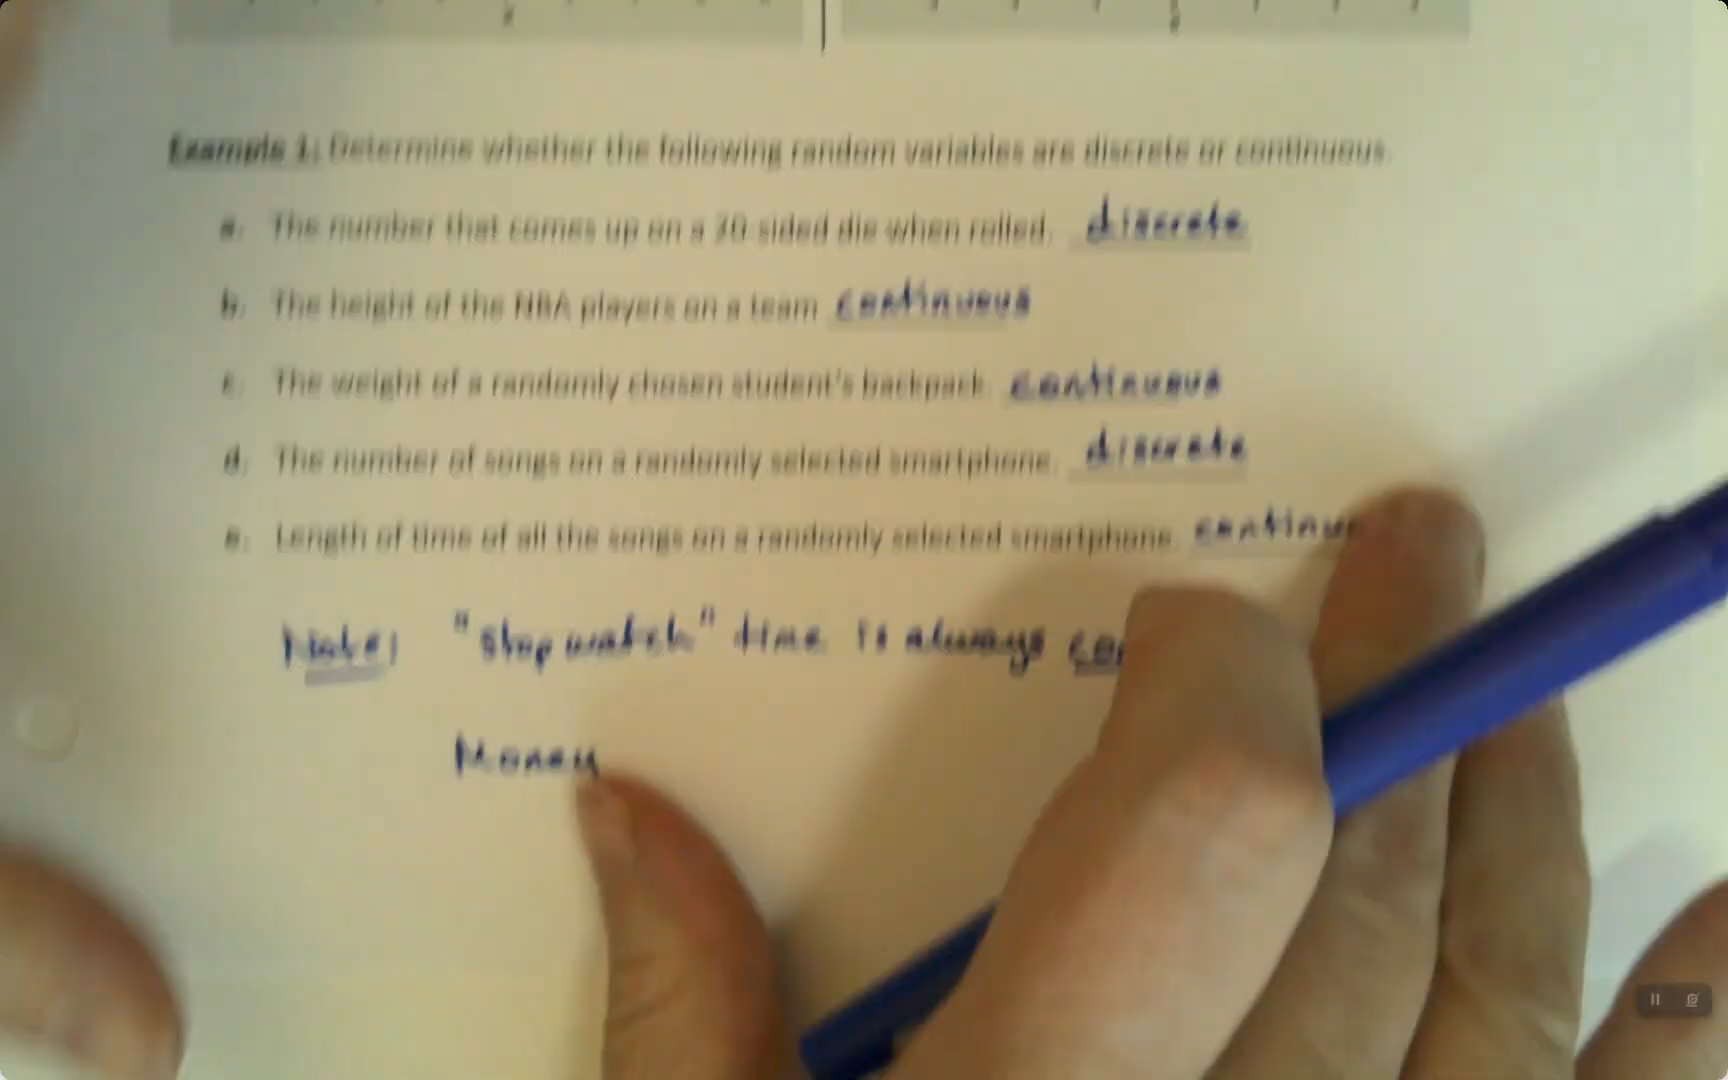 Example 1: Determine whether the following random variables are discrete or continuous.
a. The number that comes up on a 20 sided die when rolled. discrete
b. The height of the NBA players on a team continuous
c. The weight of a randomly chosen student's backpack. continuous
d. The number of songs on a randomly selected smartphone. discrete
e. Length of time of all the songs on a randomly selected smartphone. continu
Note: "stopwatch" time is always co
Money